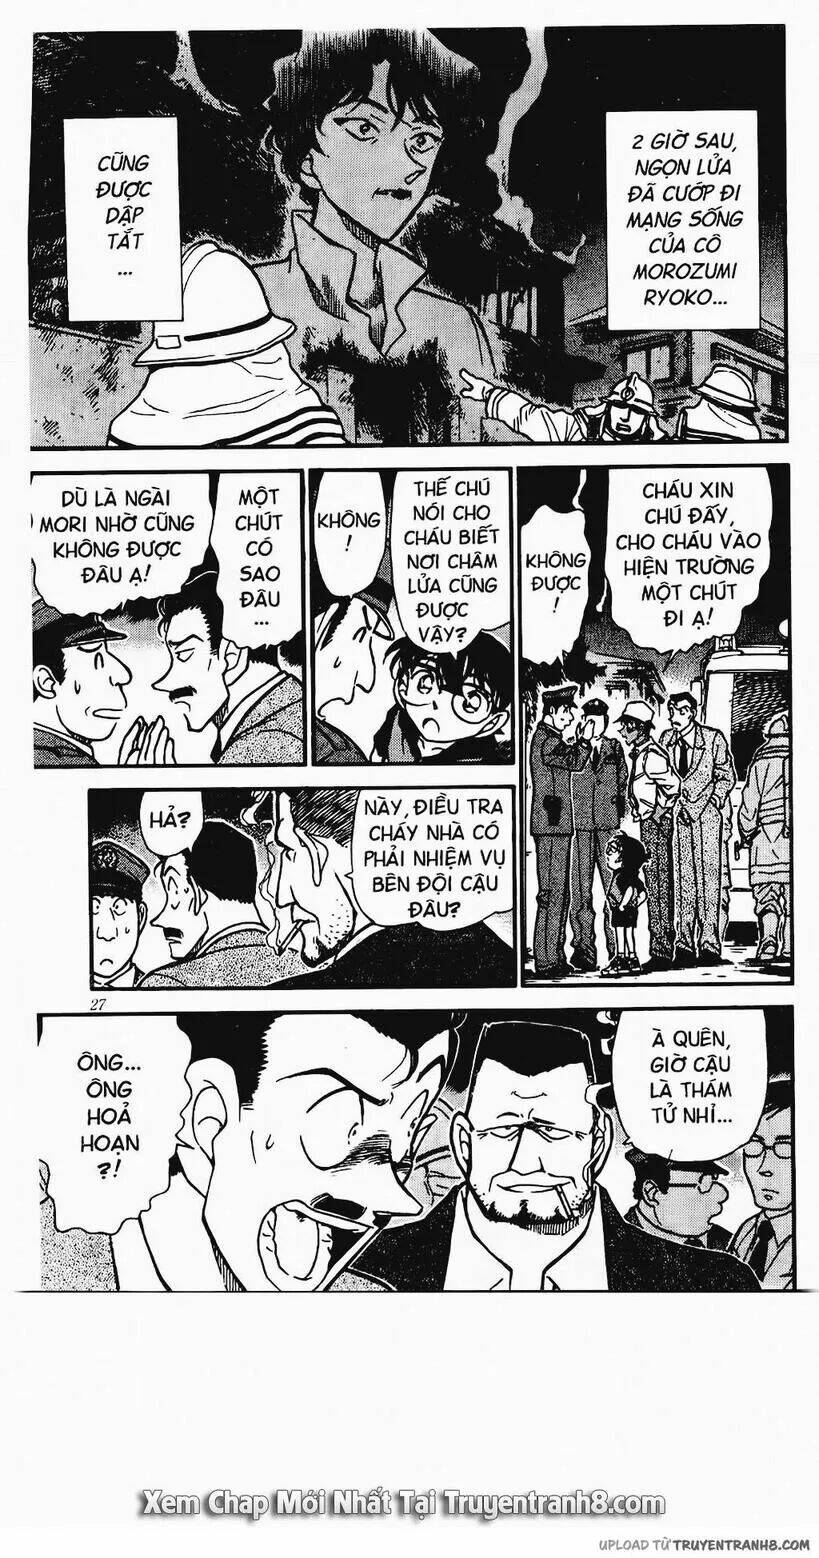 2 GIỜ SAU,
NGỌN LỬA
ĐÃ CƯỚP ĐI
MẠNG SỐNG
CỦA CÔ
MOROZUMI
RYOKO...
CŨNG
ĐƯỢC
DẬP
TẮT
...
CHÁU XIN
CHÚ ĐẤY,
CHO CHÁU VÀO
HIỆN TRƯỜNG
MỘT CHÚT
ĐI Ạ!
KHÔNG
ĐƯỢC
!
THẾ CHÚ
NÓI CHO
CHÁU BIẾT
NƠI CHÂM
LỬA CŨNG
ĐƯỢC
VẬY?
KHÔNG
!
MỘT
CHÚT
CÓ
SAO
ĐÂU
...
DÙ LÀ NGÀI
MORI NHỜ CŨNG
KHÔNG ĐƯỢC
ĐÂU Ạ!
NÀY, ĐIỀU TRA
CHÁY NHÀ CÓ
PHẢI NHIỆM VỤ
BÊN ĐỘI CẬU
ĐÂU?
HẢ?
27
À QUÊN,
GIỜ CẬU
LÀ THÁM
TỬ NHỈ...
ÔNG...
ÔNG
HOẢ
HOẠN
?!
Xem Chap Mới Nhất Tại Truyentranh8.com
UPLOAD TỪ TRUYENTRANH8.COM